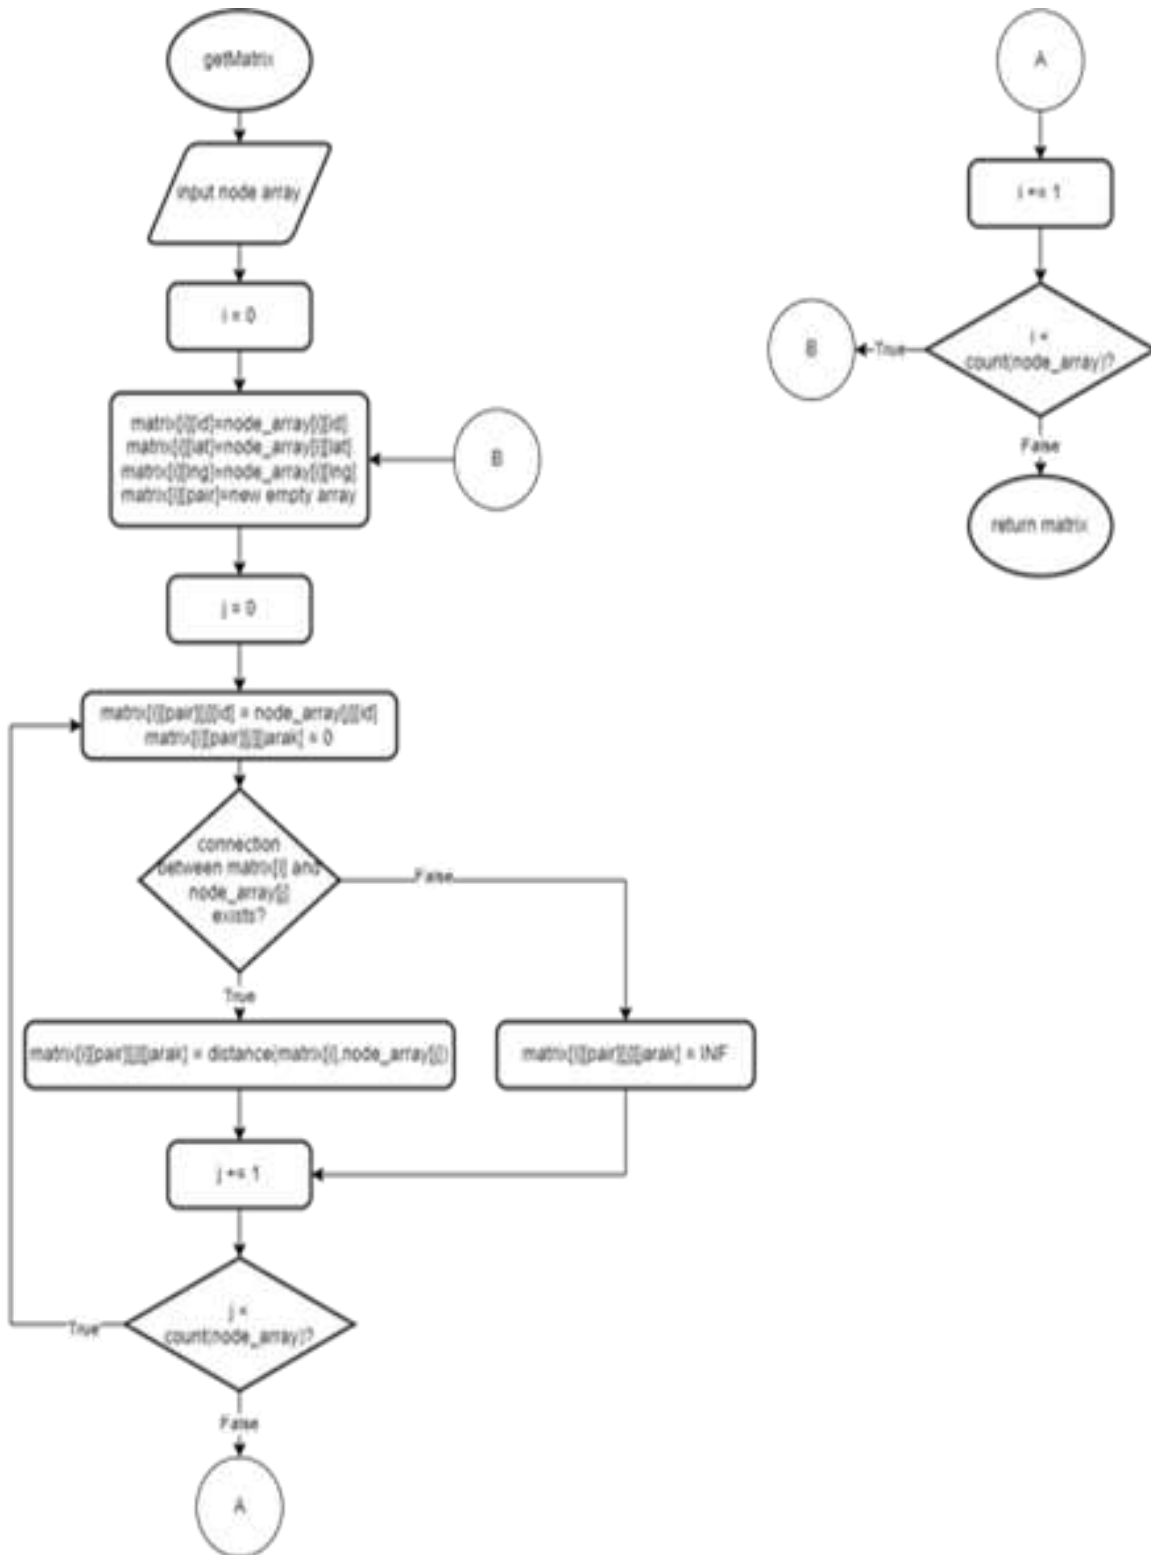 getMatrix
input node array
i = 0
matrix[i][id]=node_array[i][id]
matrix[i][lat]=node_array[i][lat]
matrix[i][lng]=node_array[i][lng]
matrix[i][pair]=new empty array
B
j = 0
matrix[i][pair][j][id] = node_array[j][id]
matrix[i][pair][j][jarak] = 0
connection
between matrix[i] and
node_array[j]
exists?
False
True
matrix[i][pair][j][jarak] = distance(matrix[i],node_array[j])
matrix[i][pair][j][jarak] = INF
j += 1
j <
count(node_array)?
True
False
A
A
i += 1
i <
count(node_array)?
True
B
False
return matrix